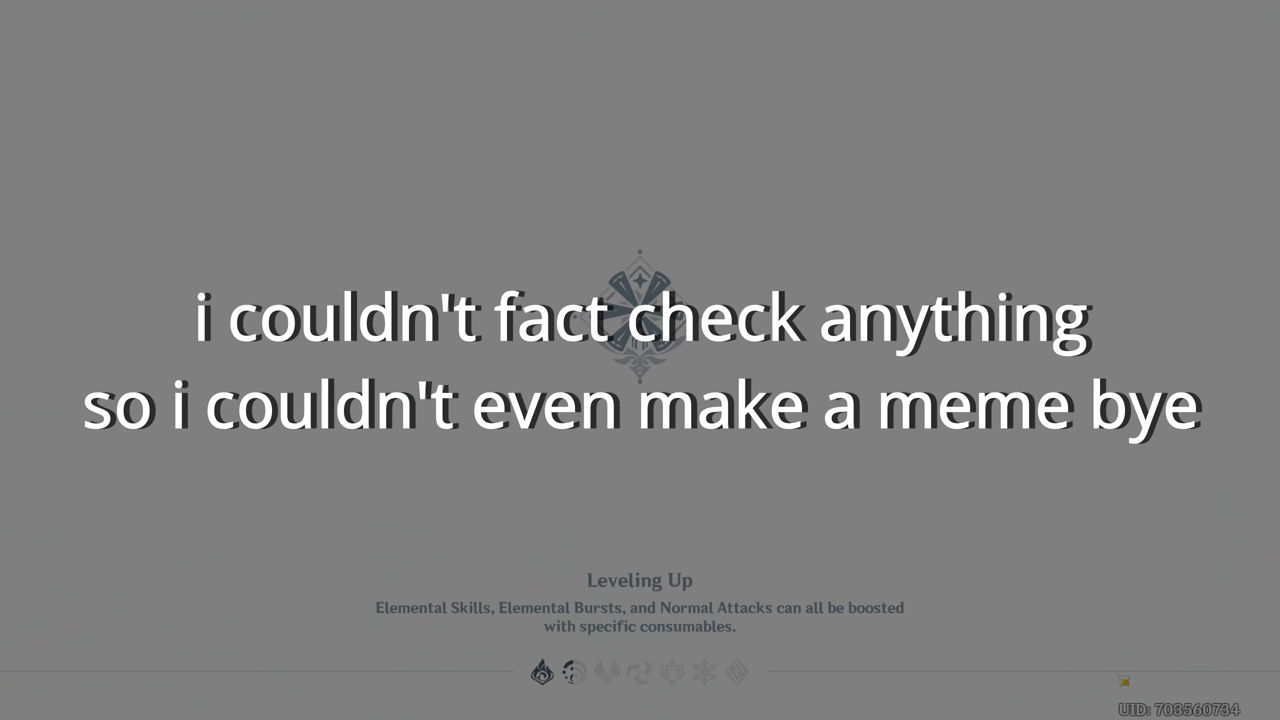 i couldn't fact check anything
so i couldn't even make a meme bye
Leveling Up
Elemental Skills, Elemental Bursts, and Normal Attacks can all be boosted
with specific consumables.
UID: 703560734